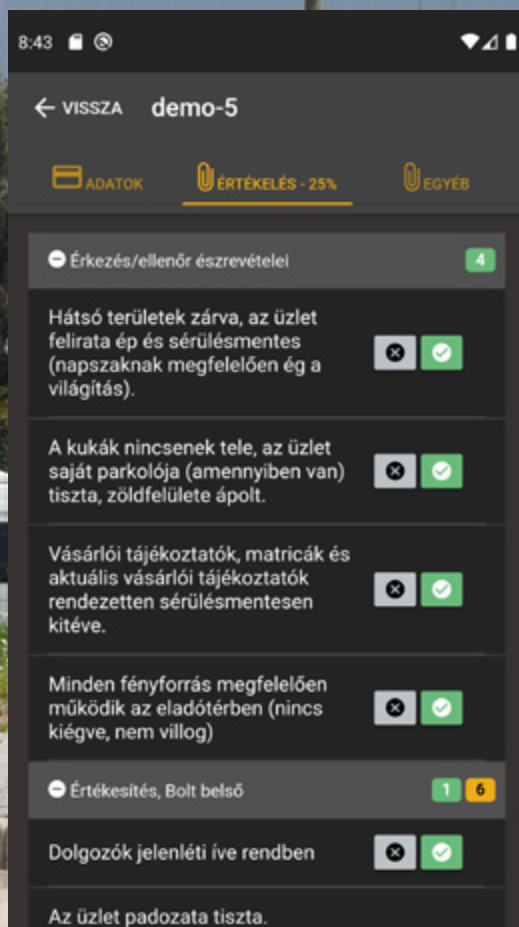 8:43
← VISSZA demo-5
ADATOK ÉRTÉKELÉS - 25% EGYÉB
Érkezés/ellenőr észrevételei 4
Hátsó területek zárva, az üzlet
felirata ép és sérülésmentes
(napszaknak megfelelően ég a
világítás).
A kukák nincsenek tele, az üzlet
saját parkolója (amennyiben van)
tiszta, zöldfelülete ápolt.
Vásárlói tájékoztatók, matricák és
aktuális vásárlói tájékoztatók
rendezetten sérülésmentesen
kitéve.
Minden fényforrás megfelelően
működik az eladótérben (nincs
kiégve, nem villog)
Értékesítés, Bolt belső 1 6
Dolgozók jelenléti íve rendben
Az üzlet padozata tiszta.